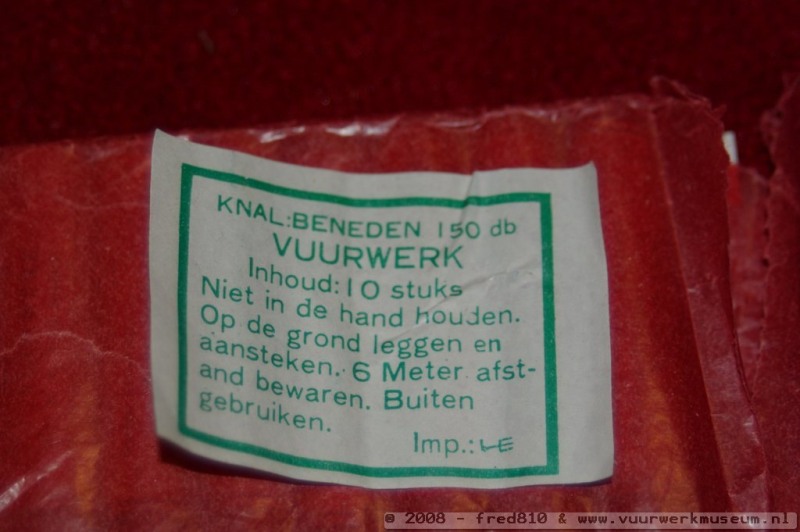 KNAL:BENEDEN 150 db
VUURWERK
Inhoud:10 stuks
Niet in de hand houden.
Op de grond leggen en
aansteken. 6 Meter afst-
and bewaren. Buiten
gebruiken.
Imp.:
© 2008 - fred810 & www.vuurwerkmuseum.nl